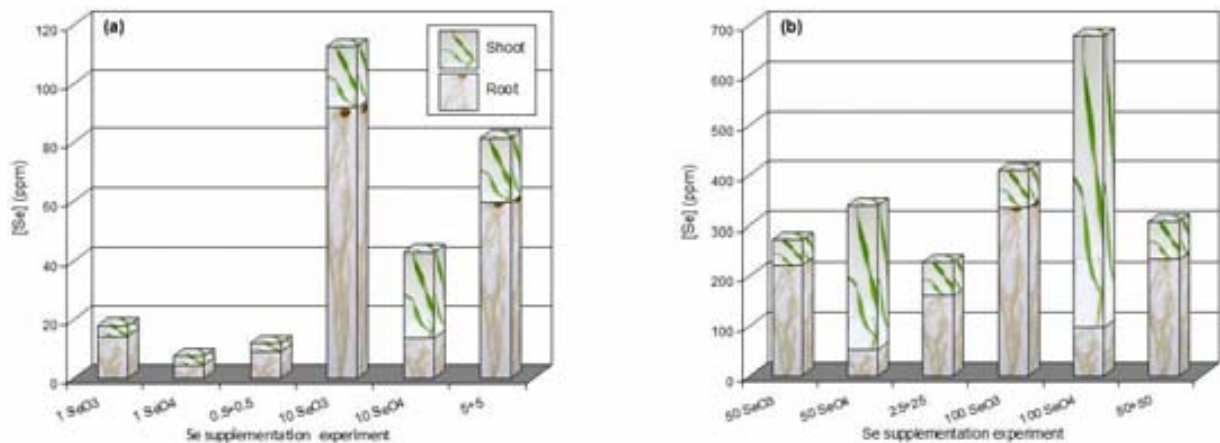 (a)
120
100
80
60
40
20
0
[Se] (ppm)
Shoot
Root
1 SeO3
1 SeO4
0.5+0.5
10 SeO3
10 SeO4
5+5
Se supplementation experiment
(b)
700
600
500
400
300
200
100
0
[Se] (ppm)
50 SeO3
50 SeO4
25+25
100 SeO3
100 SeO4
50+50
Se supplementation experiment